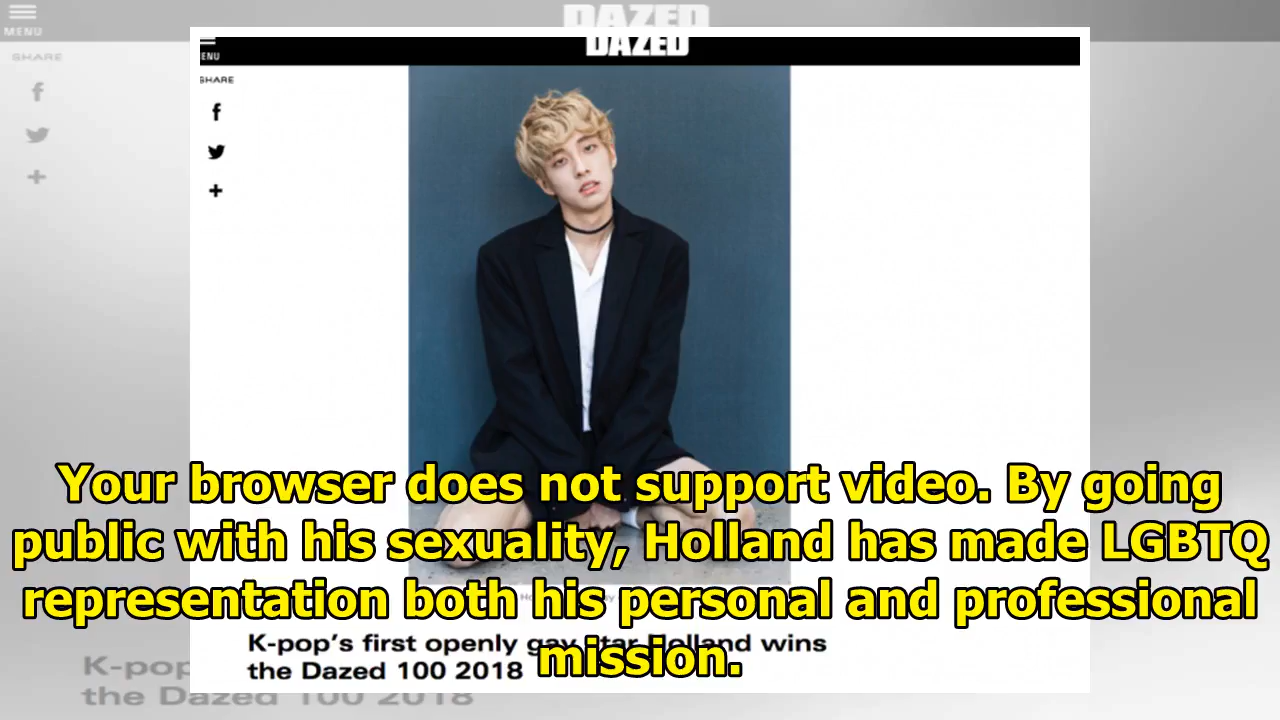 DAZED
MENU
SHARE
DAZED
ENU
SHARE
Your browser does not support video. By going
public with his sexuality, Holland has made LGBTQ
representation both his personal and professional
mission.
K-pop's first openly gay star Holland wins
the Dazed 100 2018
K-pop
the Dazed 100 2018